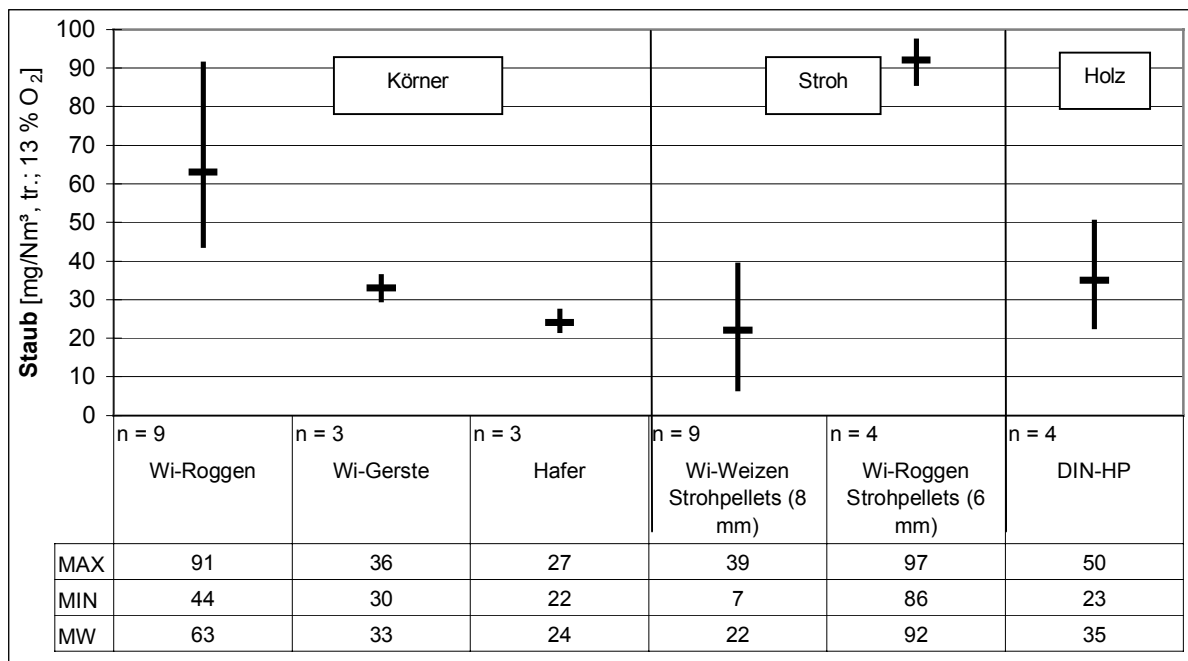 Staub [mg/Nm³, tr.; 13 % O₂]
100
90
80
70
60
50
40
30
20
10
0
Körner
Stroh
Holz
n = 9
n = 3
n = 3
n = 9
n = 4
n = 4
Wi-Roggen
Wi-Gerste
Hafer
Wi-Weizen
Strohpellets (8
mm)
Wi-Roggen
Strohpellets (6
mm)
DIN-HP
MAX 91 36 27 39 97 50
MIN 44 30 22 7 86 23
MW 63 33 24 22 92 35